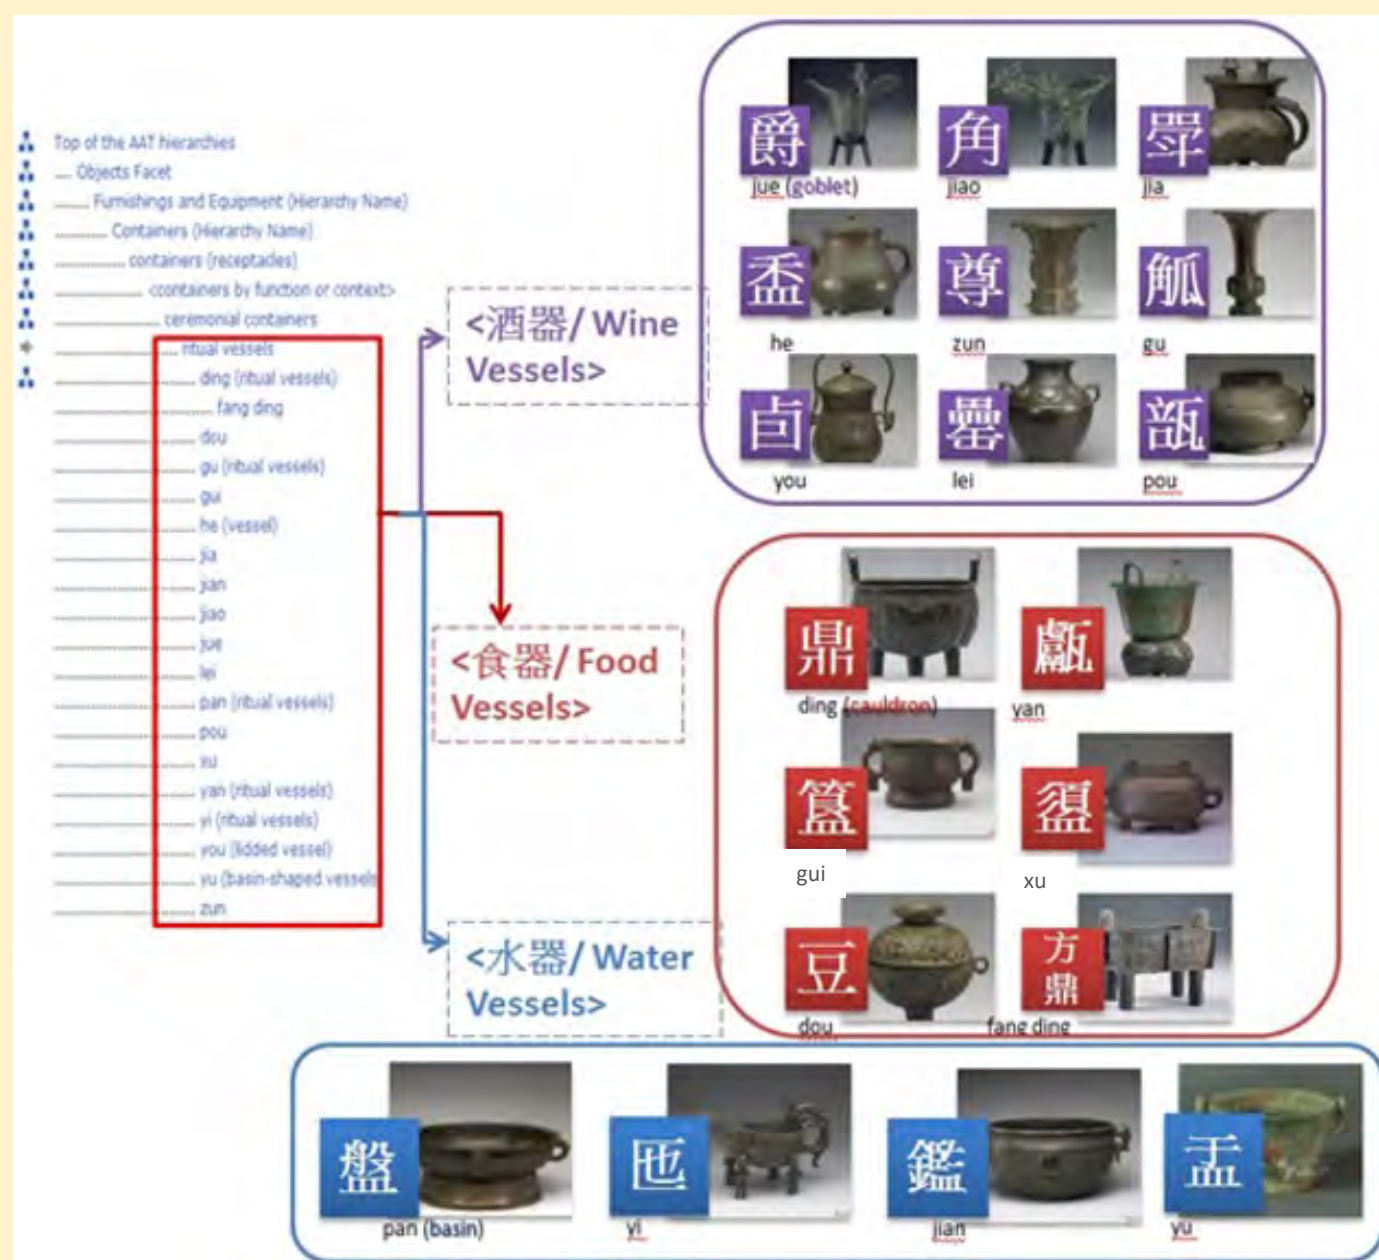 Top of the AAT hierarchies
.... Objects Facet
........ Furnishings and Equipment (Hierarchy Name)
............ Containers (Hierarchy Name)
................ containers (receptacles)
.................... <containers by function or context>
........................ ceremonial containers
............................ ritual vessels
................................ ding (ritual vessels)
.................................... fang ding
................................ dou
................................ gu (ritual vessels)
................................ gui
................................ he (vessel)
................................ jia
................................ jian
................................ jiao
................................ jue
................................ lei
................................ pan (ritual vessels)
................................ pou
................................ xu
................................ yan (ritual vessels)
................................ yi (ritual vessels)
................................ you (lidded vessel)
................................ yu (basin-shaped vessels
................................ zun
<酒器/ Wine
Vessels>
爵 角 斝
jue (goblet) jiao jia
盉 尊 觚
he zun gu
卣 罍 瓿
you lei pou
<食器/ Food
Vessels>
鼎 甗
ding (cauldron) yan
簋 盨
gui xu
豆 方
鼎
dou fang ding
<水器/ Water
Vessels>
盤 匜 鑑 盂
pan (basin) yi jian yu